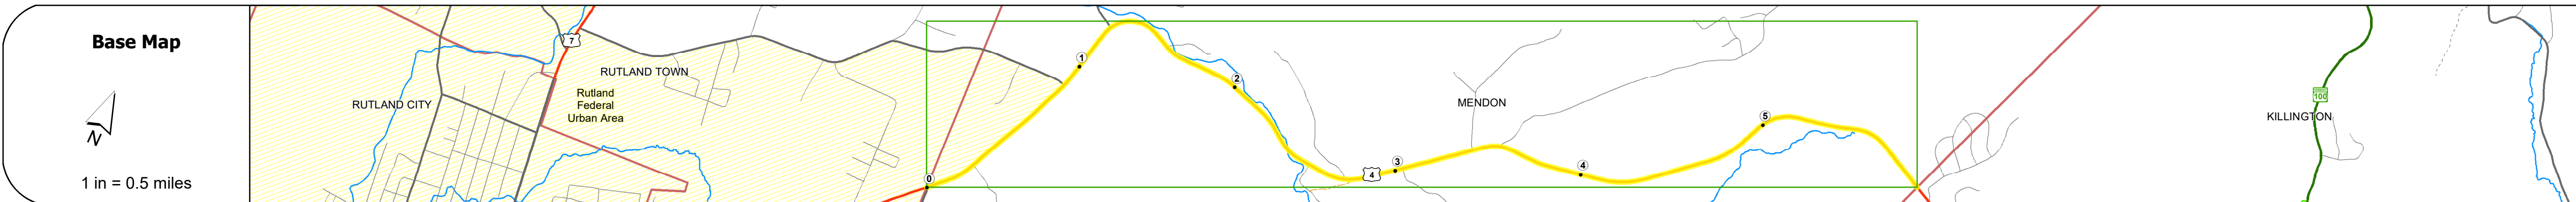 Base Map
N
1 in = 0.5 miles
7
RUTLAND TOWN
RUTLAND CITY
Rutland
Federal
Urban Area
0
1
2
3
4
4
5
MENDON
100
KILLINGTON